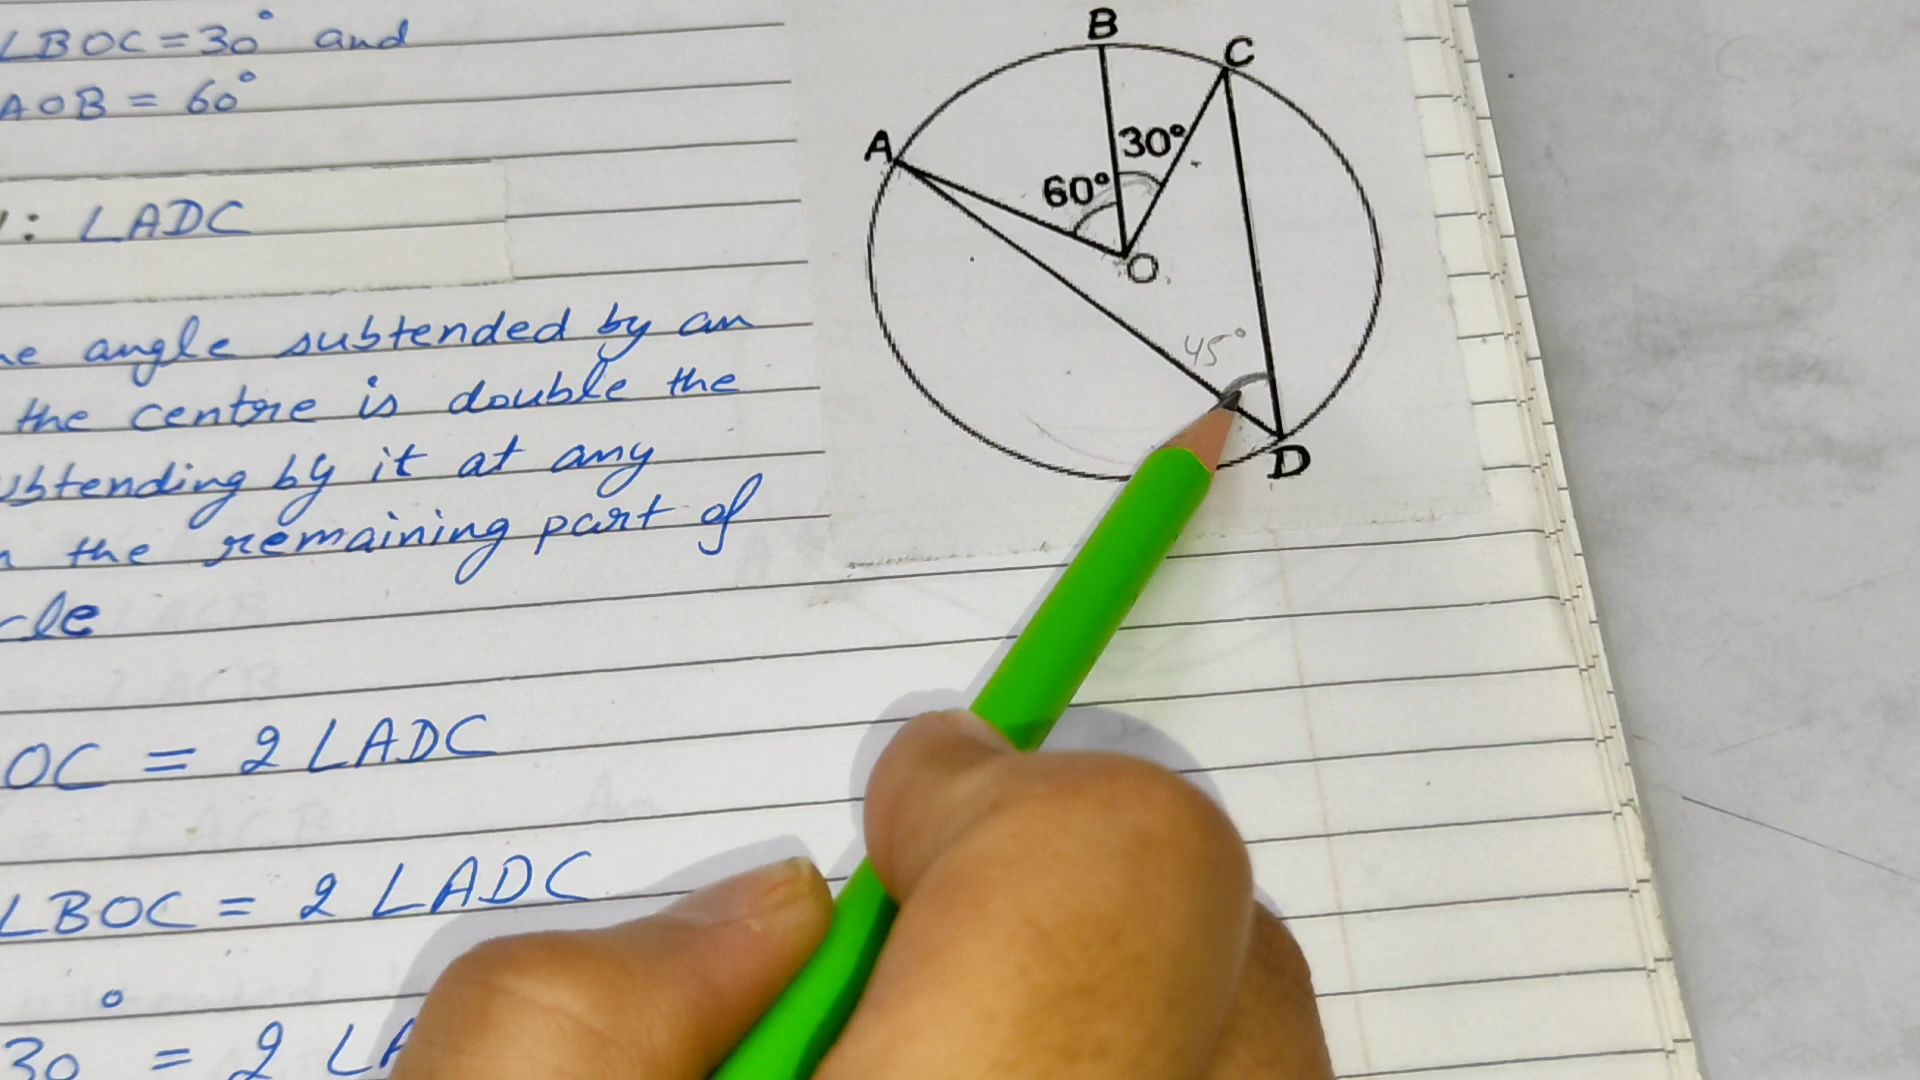 ∠BOC = 30° and
AOB = 60°
: ∠ADC
angle subtended by an
the centre is double the
subtending by it at any
the remaining part of
cle
OC = 2 ∠ADC
∠BOC = 2 ∠ADC
30° = 2 ∠A
B
C
A
30°
60°
O
45°
D